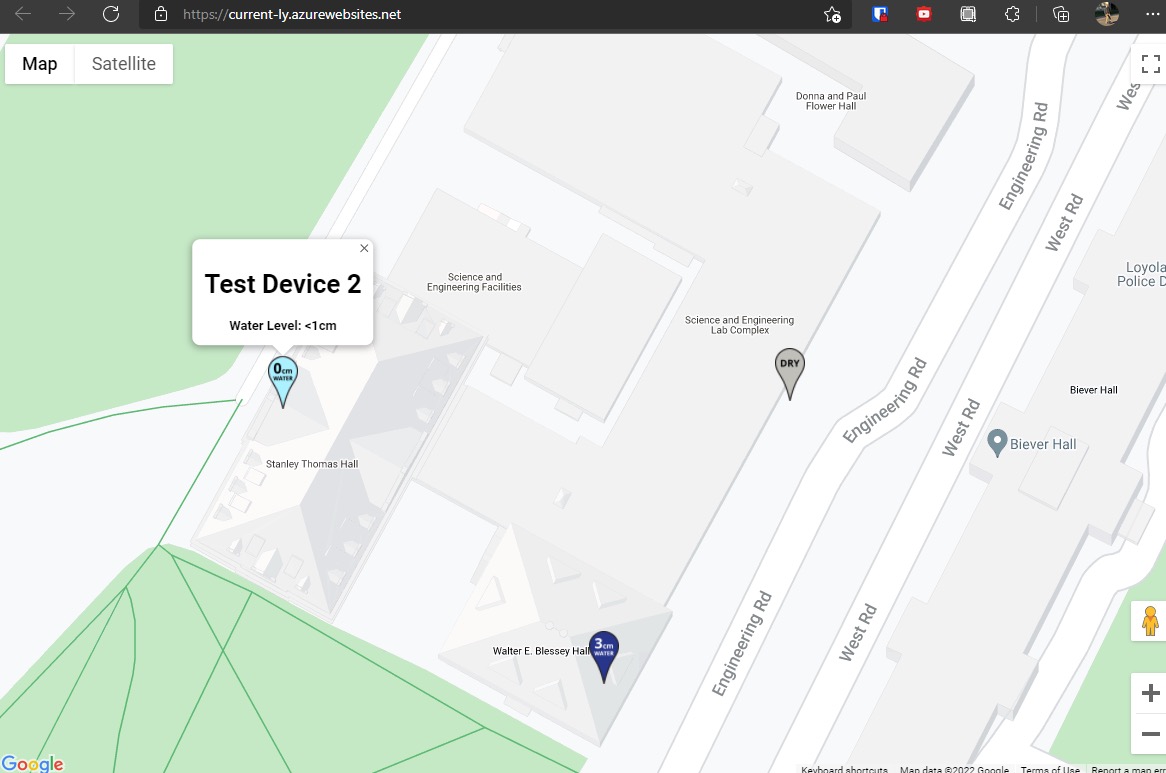 https://current-ly.azurewebsites.net
Map
Satellite
Donna and Paul
Flower Hall
Engineering Rd
West Rd
Test Device 2
Water Level: <1cm
Science and
Engineering Facilities
Science and Engineering
Lab Complex
Loyola
Police D
0cm
WATER
DRY
Engineering Rd
West Rd
Biever Hall
Biever Hall
Stanley Thomas Hall
Walter E. Blessey Hall
3cm
WATER
Engineering Rd
West Rd
Google
Keyboard shortcuts
Map data ©2022 Google
Terms of Use
Report a map err